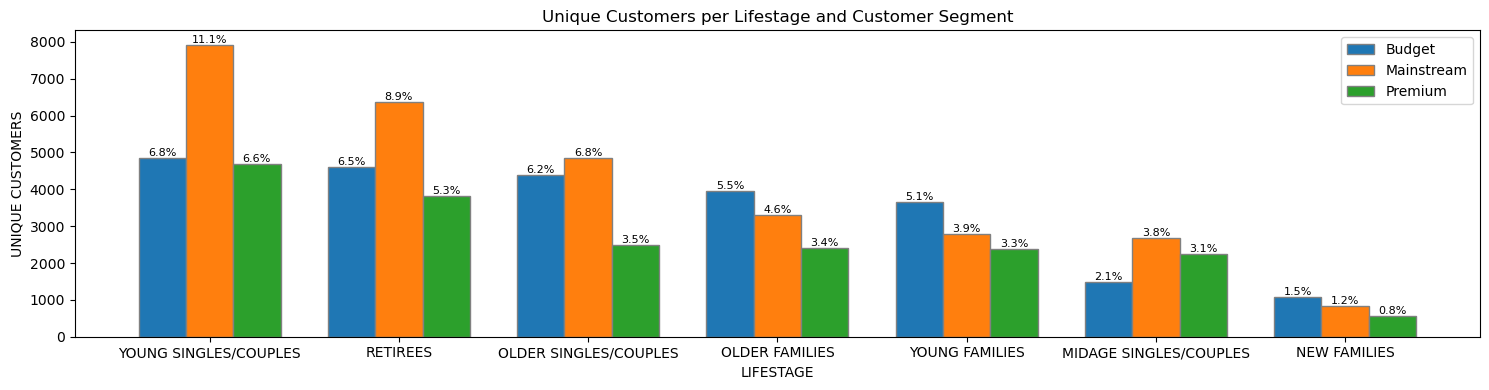 Unique Customers per Lifestage and Customer Segment
UNIQUE CUSTOMERS
8000
7000
6000
5000
4000
3000
2000
1000
0
Budget
Mainstream
Premium
6.8%
11.1%
6.6%
6.5%
8.9%
5.3%
6.2%
6.8%
3.5%
5.5%
4.6%
3.4%
5.1%
3.9%
3.3%
2.1%
3.8%
3.1%
1.5%
1.2%
0.8%
YOUNG SINGLES/COUPLES
RETIREES
OLDER SINGLES/COUPLES
OLDER FAMILIES
YOUNG FAMILIES
MIDAGE SINGLES/COUPLES
NEW FAMILIES
LIFESTAGE